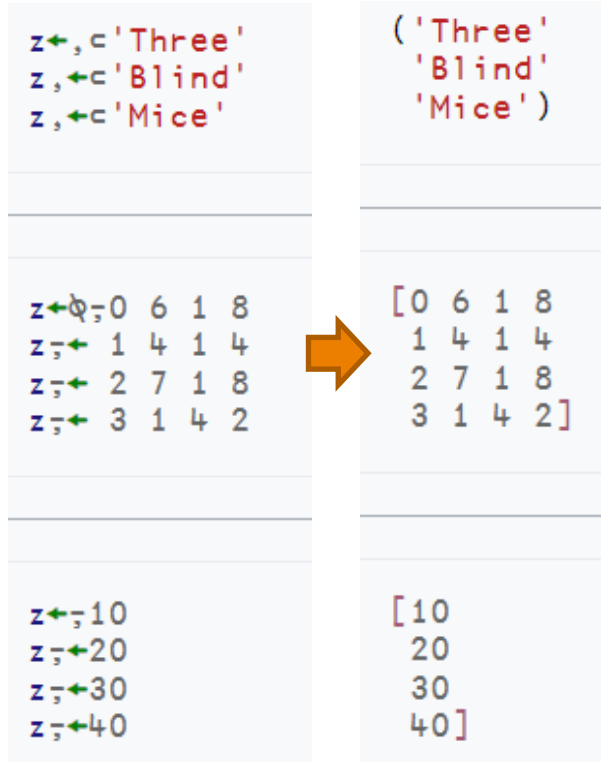 z←,⊂'Three'
z,←⊂'Blind'
z,←⊂'Mice'
z←⍉⍪0 6 1 8
z⍪← 1 4 1 4
z⍪← 2 7 1 8
z⍪← 3 1 4 2
z←⍪10
z⍪←20
z⍪←30
z⍪←40
('Three'
 'Blind'
 'Mice')
[0 6 1 8
 1 4 1 4
 2 7 1 8
 3 1 4 2]
[10
 20
 30
 40]